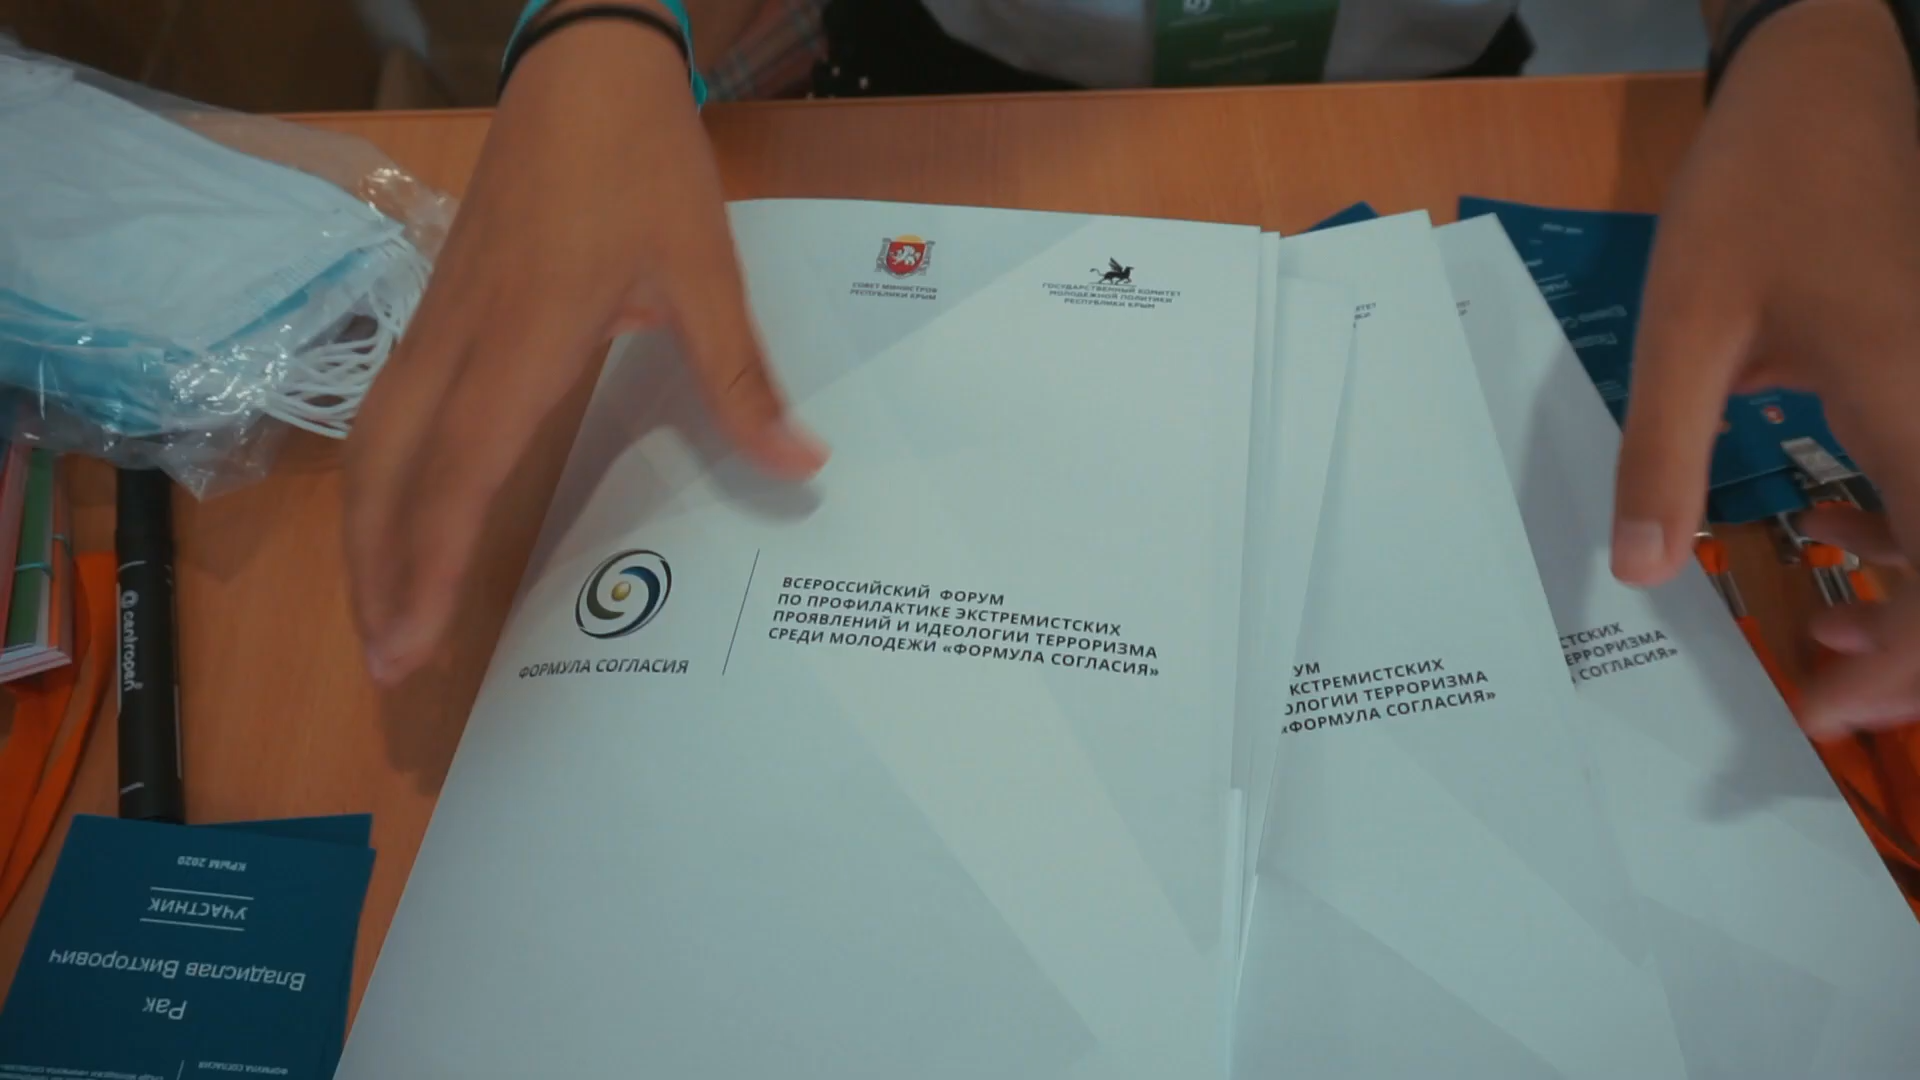 СОВЕТ МИНИСТРОВ
РЕСПУБЛИКИ КРЫМ
ГОСУДАРСТВЕННЫЙ КОМИТЕТ
МОЛОДЕЖНОЙ ПОЛИТИКИ
РЕСПУБЛИКИ КРЫМ
ФОРМУЛА СОГЛАСИЯ
ВСЕРОССИЙСКИЙ ФОРУМ
ПО ПРОФИЛАКТИКЕ ЭКСТРЕМИСТСКИХ
ПРОЯВЛЕНИЙ И ИДЕОЛОГИИ ТЕРРОРИЗМА
СРЕДИ МОЛОДЕЖИ «ФОРМУЛА СОГЛАСИЯ»
УМ
КСТРЕМИСТСКИХ
ОЛОГИИ ТЕРРОРИЗМА
«ФОРМУЛА СОГЛАСИЯ»
СТСКИХ
ЕРРОРИЗМА
СОГЛАСИЯ»
centropen
ФОРМУЛА СОГЛАСИЯ
Рак
Владислав Викторович
УЧАСТНИК
КРЫМ 2020